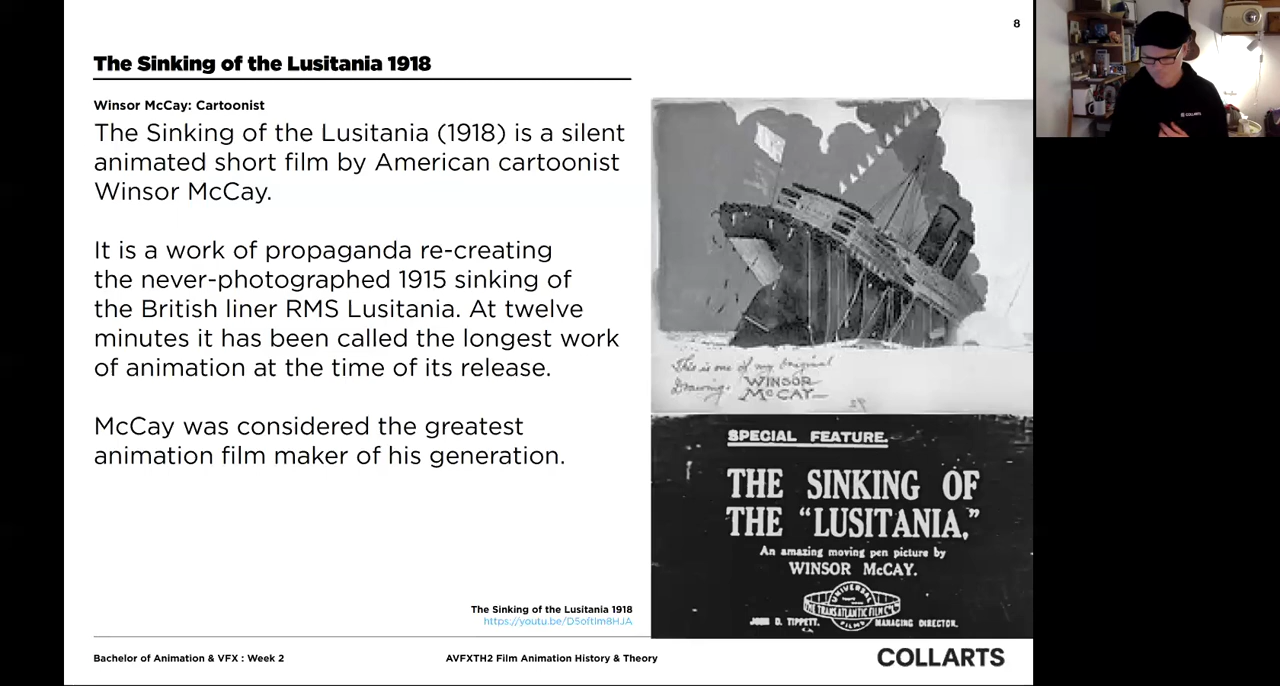 8
The Sinking of the Lusitania 1918
Winsor McCay: Cartoonist
The Sinking of the Lusitania (1918) is a silent
animated short film by American cartoonist
Winsor McCay.
It is a work of propaganda re-creating
the never-photographed 1915 sinking of
the British liner RMS Lusitania. At twelve
minutes it has been called the longest work
of animation at the time of its release.
McCay was considered the greatest
animation film maker of his generation.
This is one of my Original
Drawings WINSOR
McCAY
SPECIAL FEATURE.
THE SINKING OF
THE “LUSITANIA,”
An amazing moving pen picture by
WINSOR McCAY.
UNIVERSAL
THE TRANSATLANTIC FILM Co
FILMS
JOHN D. TIPPETT. MANAGING DIRECTOR.
The Sinking of the Lusitania 1918
https://youtu.be/D5oftIm8HJA
Bachelor of Animation & VFX : Week 2
AVFXTH2 Film Animation History & Theory
COLLARTS
COLLARTS